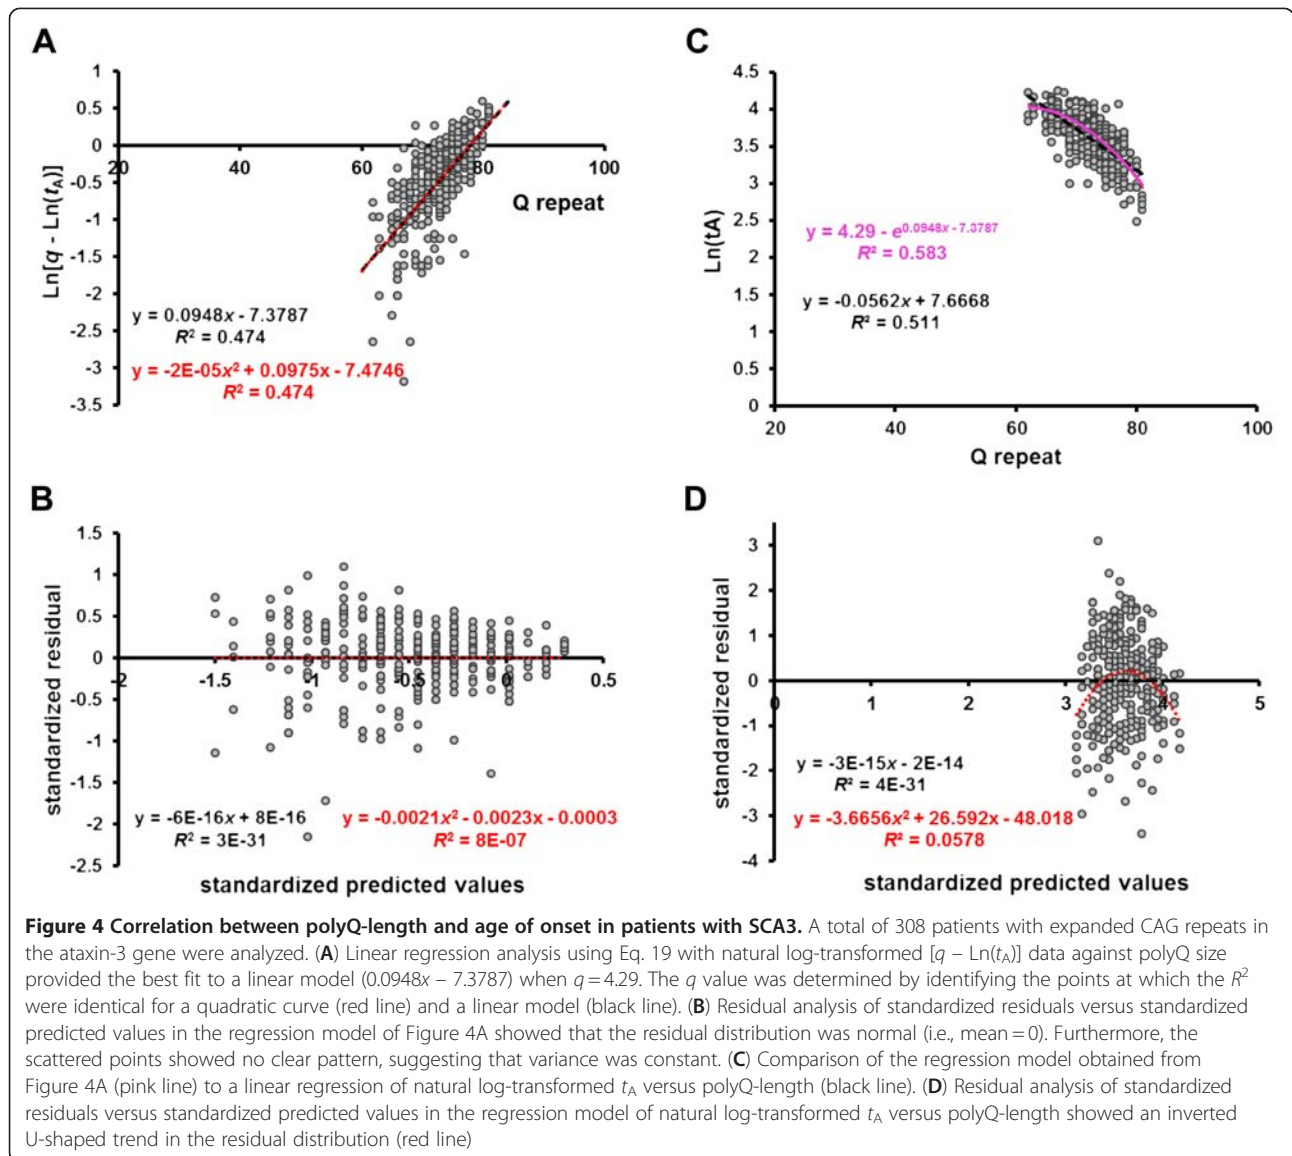 A
Ln[q - Ln(tA)]
1
0.5
0
-0.5
-1
-1.5
-2
-2.5
-3
-3.5
20
40
60
80
100
Q repeat
y = 0.0948x - 7.3787
R² = 0.474
y = -2E-05x² + 0.0975x - 7.4746
R² = 0.474
C
Ln(tA)
4.5
4
3.5
3
2.5
2
1.5
1
0.5
0
20
40
60
80
100
Q repeat
y = 4.29 - e^0.0948x - 7.3787
R² = 0.583
y = -0.0562x + 7.6668
R² = 0.511
B
standardized residual
1.5
1
0.5
0
-0.5
-1
-1.5
-2
-2.5
-2
-1.5
-1
-0.5
0
0.5
y = -6E-16x + 8E-16
R² = 3E-31
y = -0.0021x² - 0.0023x - 0.0003
R² = 8E-07
standardized predicted values
D
standardized residual
3
2
1
0
-1
-2
-3
-4
0
1
2
3
4
5
y = -3E-15x - 2E-14
R² = 4E-31
y = -3.6656x² + 26.592x - 48.018
R² = 0.0578
standardized predicted values
Figure 4 Correlation between polyQ-length and age of onset in patients with SCA3. A total of 308 patients with expanded CAG repeats in
the ataxin-3 gene were analyzed. (A) Linear regression analysis using Eq. 19 with natural log-transformed [q – Ln(tA)] data against polyQ size
provided the best fit to a linear model (0.0948x – 7.3787) when q = 4.29. The q value was determined by identifying the points at which the R²
were identical for a quadratic curve (red line) and a linear model (black line). (B) Residual analysis of standardized residuals versus standardized
predicted values in the regression model of Figure 4A showed that the residual distribution was normal (i.e., mean = 0). Furthermore, the
scattered points showed no clear pattern, suggesting that variance was constant. (C) Comparison of the regression model obtained from
Figure 4A (pink line) to a linear regression of natural log-transformed tA versus polyQ-length (black line). (D) Residual analysis of standardized
residuals versus standardized predicted values in the regression model of natural log-transformed tA versus polyQ-length showed an inverted
U-shaped trend in the residual distribution (red line)